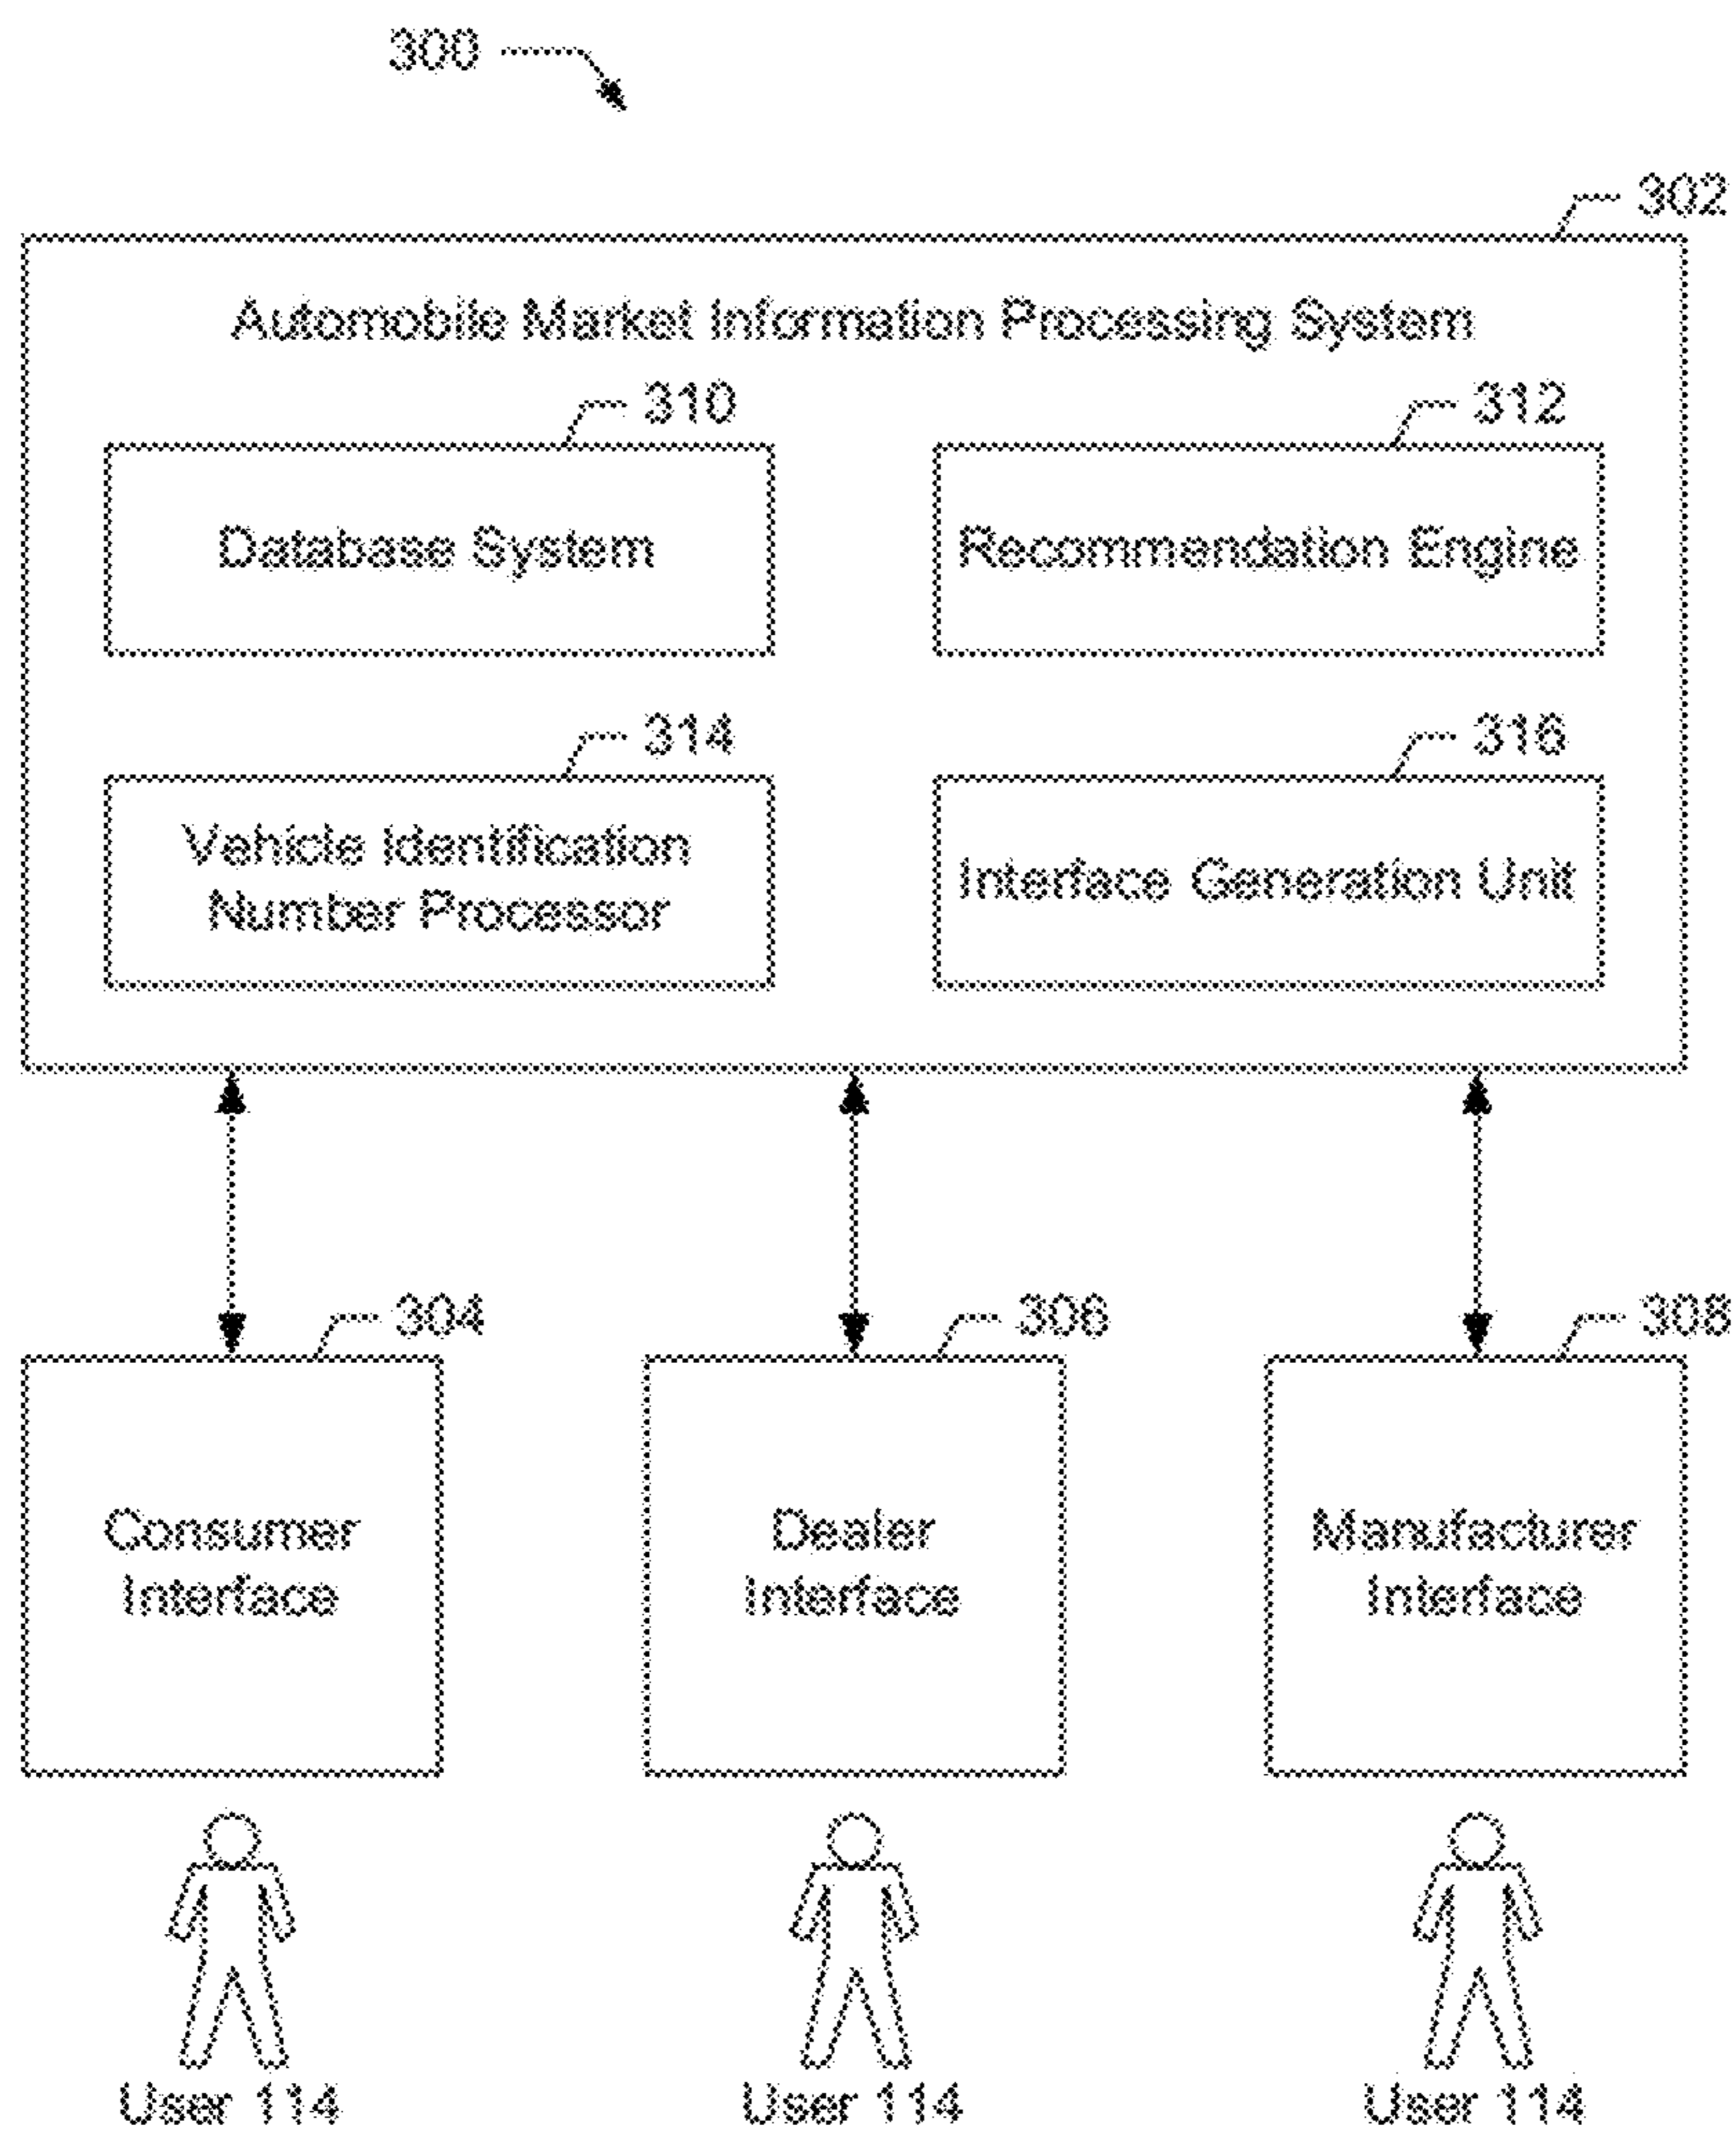 300
302
Automobile Market Information Processing System
310
312
Database System
Recommendation Engine
314
316
Vehicle Identification
Number Processor
Interface Generation Unit
304
306
308
Consumer
Interface
Dealer
Interface
Manufacturer
Interface
User 114
User 114
User 114